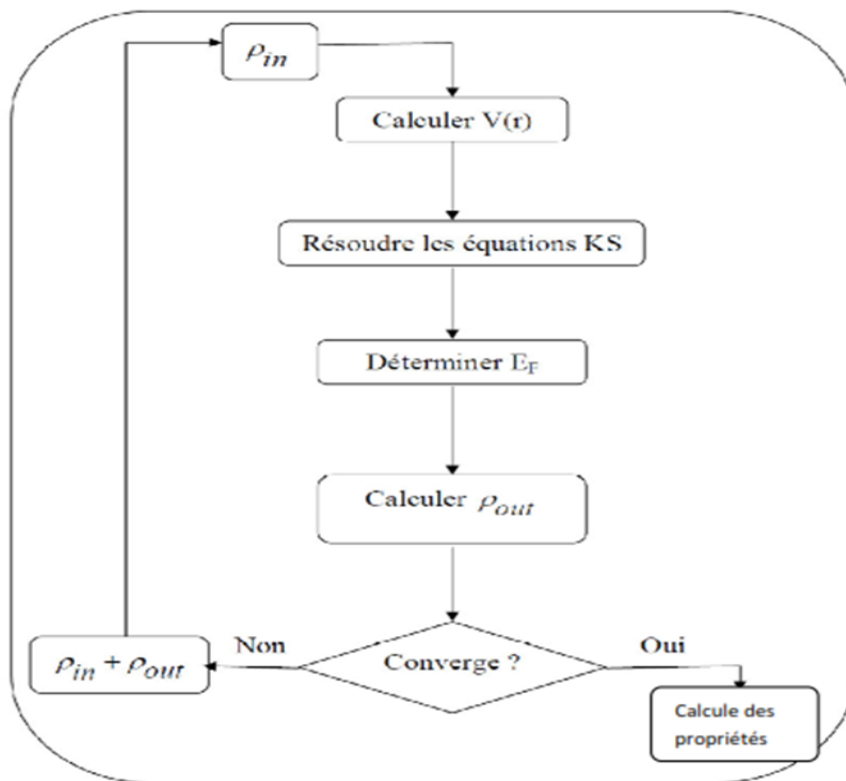 ρin
Calculer V(r)
Résoudre les équations KS
Déterminer EF
Calculer ρout
Converge ?
Non
Oui
ρin + ρout
Calcule des
propriétés